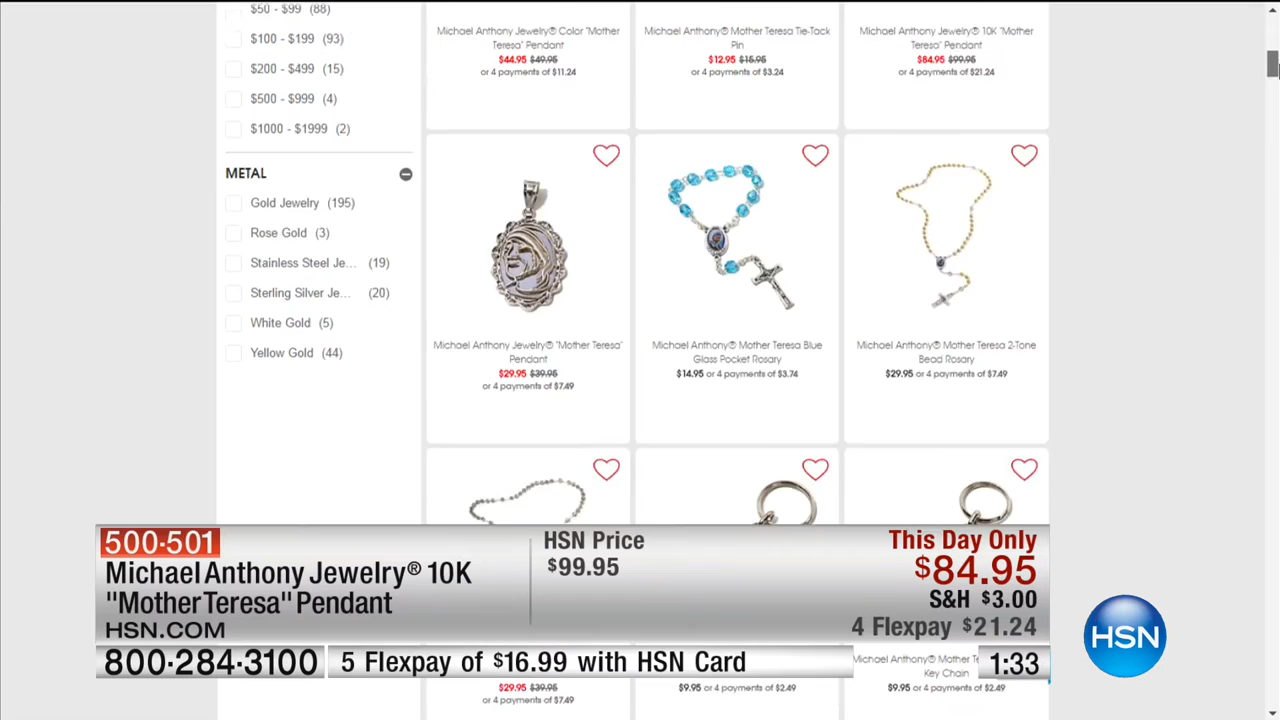 $50 - $99 (88)
$100 - $199 (93)
$200 - $499 (15)
$500 - $999 (4)
$1000 - $1999 (2)
METAL
Gold Jewelry (195)
Rose Gold (3)
Stainless Steel Je... (19)
Sterling Silver Je... (20)
White Gold (5)
Yellow Gold (44)
Michael Anthony Jewelry® Color "Mother
Teresa" Pendant
$44.95 $49.95
or 4 payments of $11.24
Michael Anthony® Mother Teresa Tie-Tack
Pin
$12.95 $15.95
or 4 payments of $3.24
Michael Anthony Jewelry® 10K "Mother
Teresa" Pendant
$84.95 $99.95
or 4 payments of $21.24
Michael Anthony Jewelry® "Mother Teresa"
Pendant
$29.95 $39.95
or 4 payments of $7.49
Michael Anthony® Mother Teresa Blue
Glass Pocket Rosary
$14.95 or 4 payments of $3.74
Michael Anthony® Mother Teresa 2-Tone
Bead Rosary
$29.95 or 4 payments of $7.49
500-501
Michael Anthony Jewelry® 10K
"Mother Teresa" Pendant
HSN.COM
HSN Price
$99.95
This Day Only
$84.95
S&H $3.00
4 Flexpay $21.24
HSN
800-284-3100
5 Flexpay of $16.99 with HSN Card
1:33
$29.95 $39.95
or 4 payments of $7.49
$9.95 or 4 payments of $2.49
Michael Anthony® Mother Te
Key Chain
$9.95 or 4 payments of $2.49